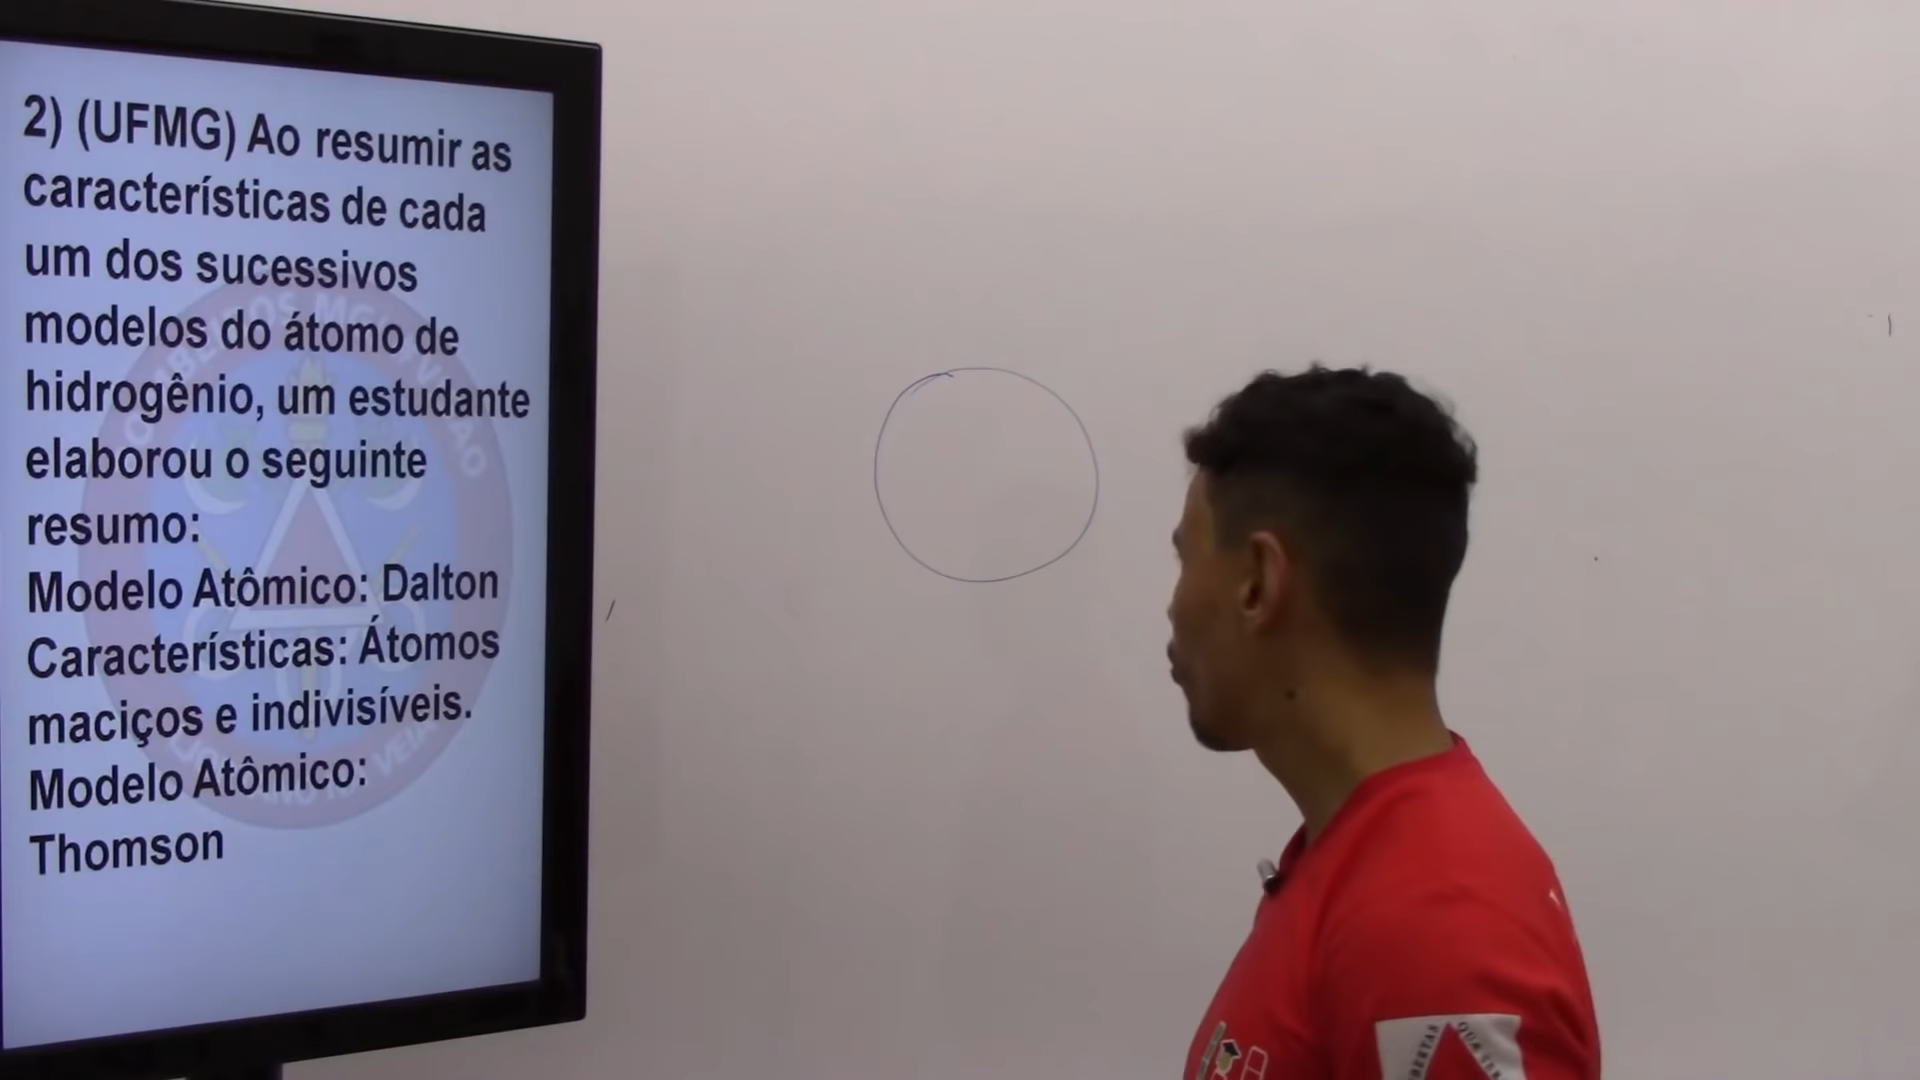 2) (UFMG) Ao resumir as
características de cada
um dos sucessivos
modelos do átomo de
hidrogênio, um estudante
elaborou o seguinte
resumo:
Modelo Atômico: Dalton
Características: Átomos
maciços e indivisíveis.
Modelo Atômico:
Thomson